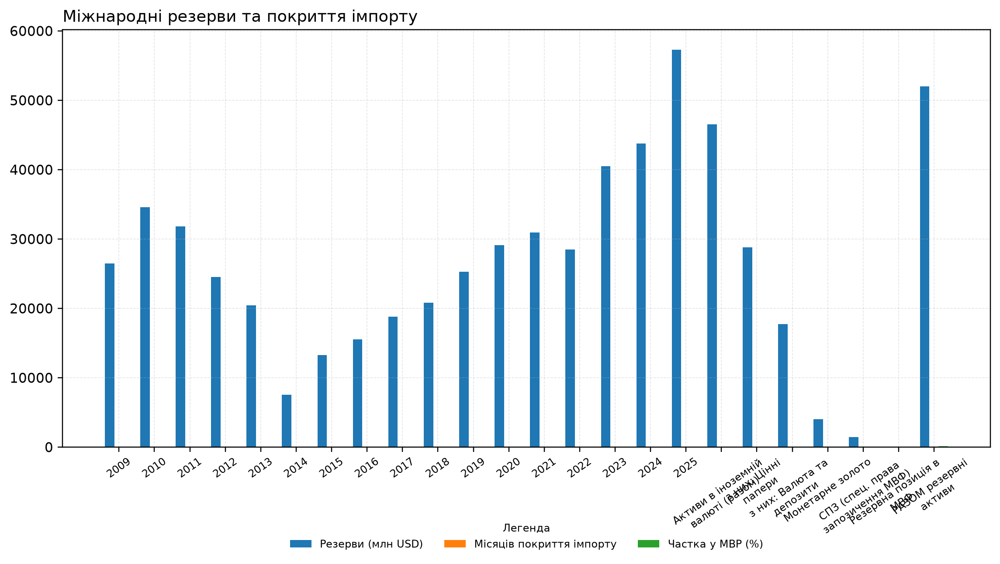 Міжнародні резерви та покриття імпорту
60000
50000
40000
30000
20000
10000
0
2009
2010
2011
2012
2013
2014
2015
2016
2017
2018
2019
2020
2021
2022
2023
2024
2025
Активи в іноземній
валюті (разом)
з них: Цінні
папери
з них: Валюта та
депозити
Монетарне золото
СПЗ (спец. права
запозичення МВФ)
Резервна позиція в
МВФ
РАЗОМ резервні
активи
Легенда
Резерви (млн USD)
Місяців покриття імпорту
Частка у МВР (%)